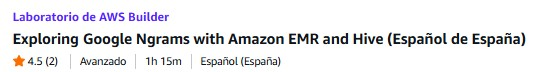 Laboratorio de AWS Builder
Exploring Google Ngrams with Amazon EMR and Hive (Español de España)
4.5 (2) | Avanzado | 1h 15m | Español (España)